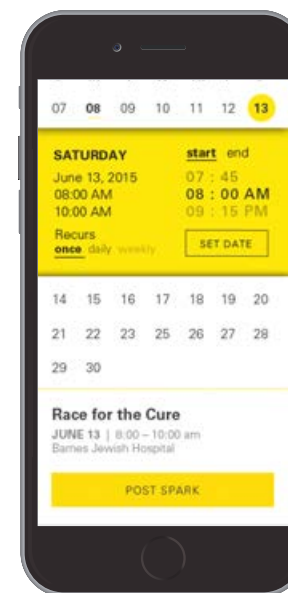 07 08 09 10 11 12 13
SATURDAY
June 13, 2015
08:00 AM
10:00 AM
Recurs
once daily weekly
start end
07 : 45
08 : 00 AM
09 : 15 PM
SET DATE
14 15 16 17 18 19 20
21 22 23 25 26 27 28
29 30
Race for the Cure
JUNE 13 | 8:00 – 10:00 am
Barnes Jewish Hospital
POST SPARK